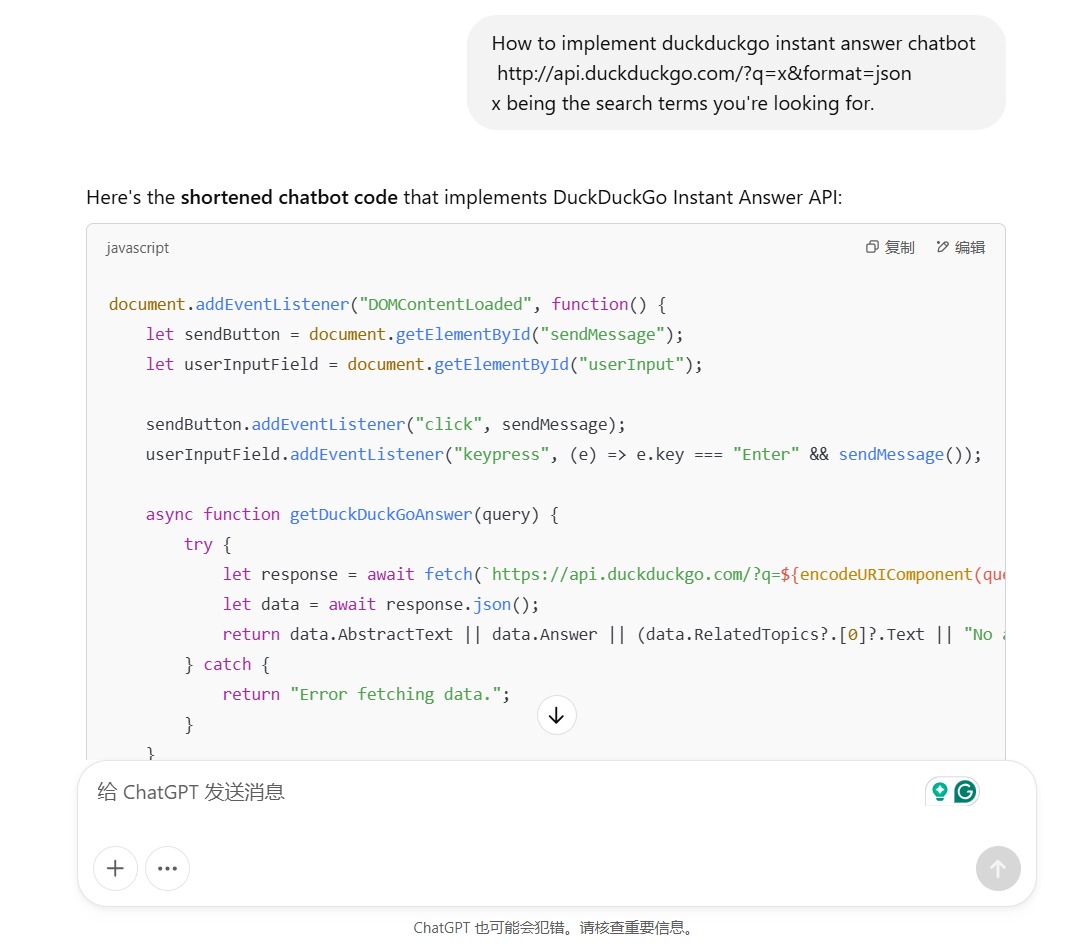 How to implement duckduckgo instant answer chatbot
http://api.duckduckgo.com/?q=x&format=json
x being the search terms you're looking for.
Here's the shortened chatbot code that implements DuckDuckGo Instant Answer API:
javascript 复制 编辑
document.addEventListener("DOMContentLoaded", function() {
    let sendButton = document.getElementById("sendMessage");
    let userInputField = document.getElementById("userInput");
    sendButton.addEventListener("click", sendMessage);
    userInputField.addEventListener("keypress", (e) => e.key === "Enter" && sendMessage());
    async function getDuckDuckGoAnswer(query) {
        try {
            let response = await fetch(`https://api.duckduckgo.com/?q=${encodeURIComponent(que
            let data = await response.json();
            return data.AbstractText || data.Answer || (data.RelatedTopics?.[0]?.Text || "No
        } catch {
            return "Error fetching data.";
        }
    }
给 ChatGPT 发送消息
ChatGPT 也可能会犯错。请核查重要信息。